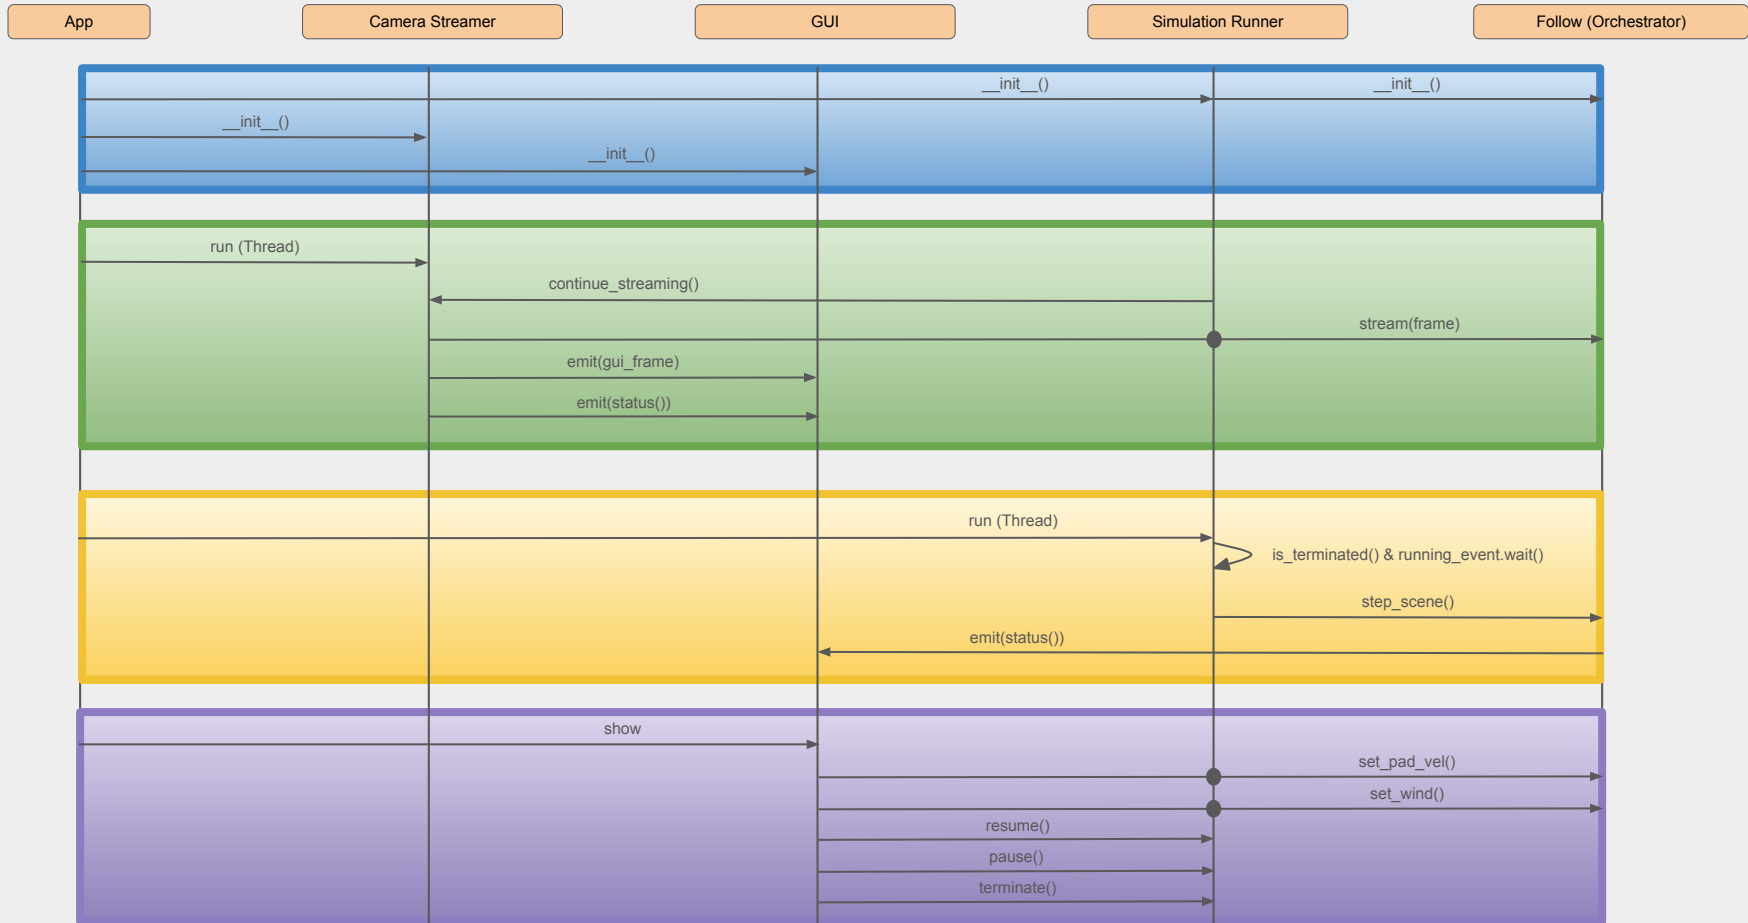 App
Camera Streamer
GUI
Simulation Runner
Follow (Orchestrator)
__init__()
__init__()
__init__()
__init__()
run (Thread)
continue_streaming()
stream(frame)
emit(gui_frame)
emit(status())
run (Thread)
is_terminated() & running_event.wait()
step_scene()
emit(status())
show
set_pad_vel()
set_wind()
resume()
pause()
terminate()